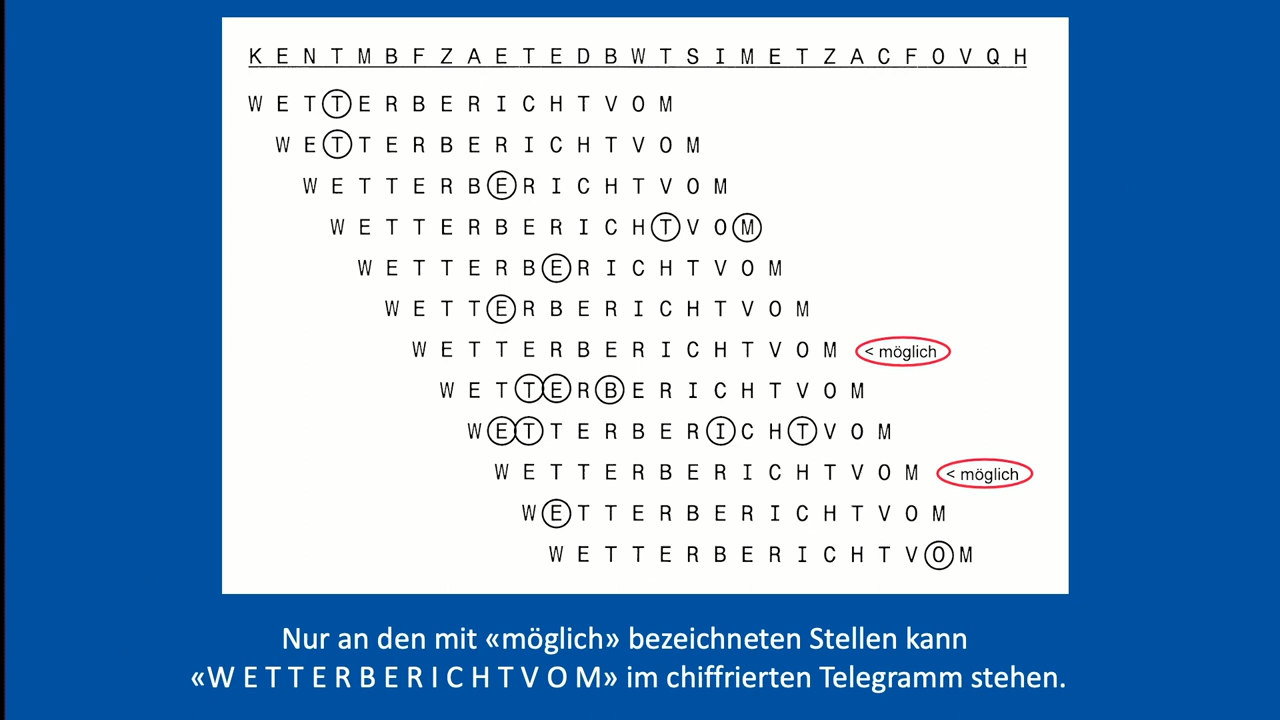 K E N T M B F Z A E T E D B W T S I M E T Z A C F O V Q H
W E T T E R B E R I C H T V O M
W E T T E R B E R I C H T V O M
W E T T E R B E R I C H T V O M
W E T T E R B E R I C H T V O M
W E T T E R B E R I C H T V O M
W E T T E R B E R I C H T V O M
W E T T E R B E R I C H T V O M < möglich
W E T T E R B E R I C H T V O M
W E T T E R B E R I C H T V O M
W E T T E R B E R I C H T V O M < möglich
W E T T E R B E R I C H T V O M
W E T T E R B E R I C H T V O M
Nur an den mit «möglich» bezeichneten Stellen kann
«W E T T E R B E R I C H T V O M» im chiffrierten Telegramm stehen.